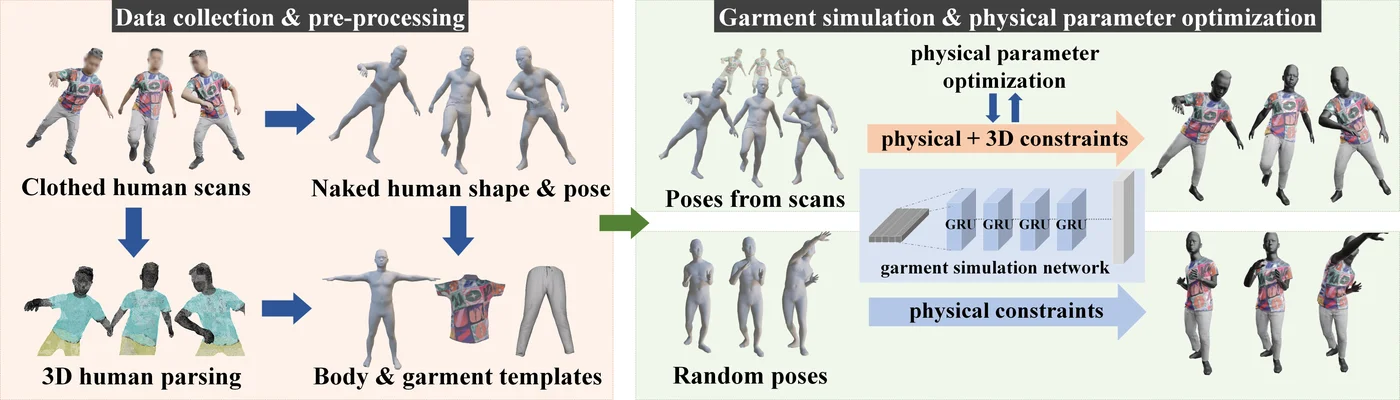 Data collection & pre-processing
Clothed human scans
Naked human shape & pose
3D human parsing
Body & garment templates
Garment simulation & physical parameter optimization
Poses from scans
physical parameter
optimization
physical + 3D constraints
GRU GRU GRU GRU
garment simulation network
physical constraints
Random poses